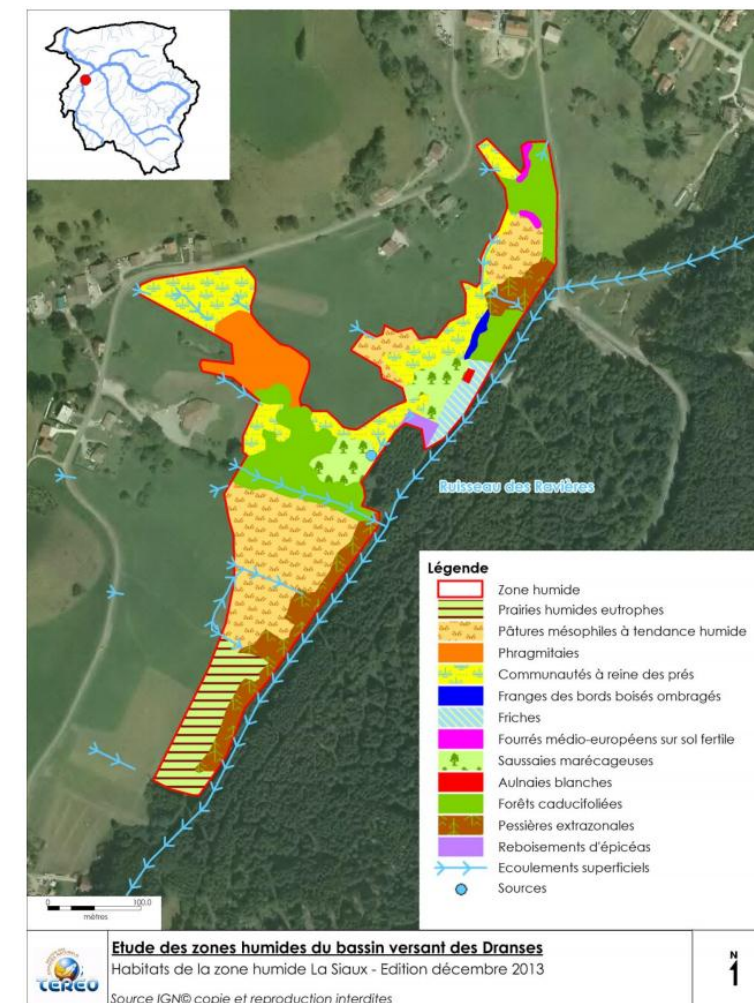 Ruisseau des Ravières
Légende
Zone humide
Prairies humides eutrophes
Pâtures mésophiles à tendance humide
Phragmitaies
Communautés à reine des prés
Franges des bords boisés ombragés
Friches
Fourrés médio-européens sur sol fertile
Saussaies marécageuses
Aulnaies blanches
Forêts caducifoliées
Pessières extrazonales
Reboisements d'épicéas
Ecoulements superficiels
Sources
0 100.0
mètres
TEREO
Etude des zones humides du bassin versant des Dranses
Habitats de la zone humide La Siaux - Edition décembre 2013
Source IGN© copie et reproduction interdites
N